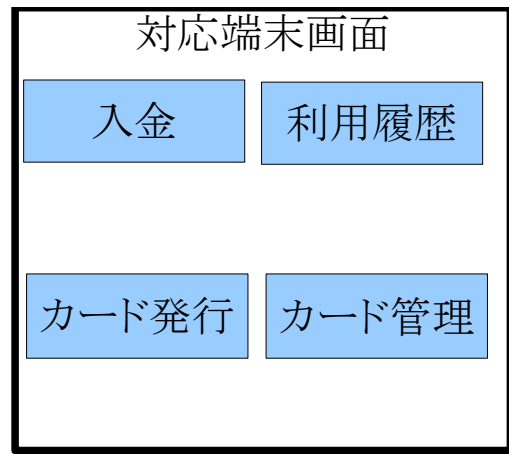 対応端末画面
入金
利用履歴
カード発行
カード管理